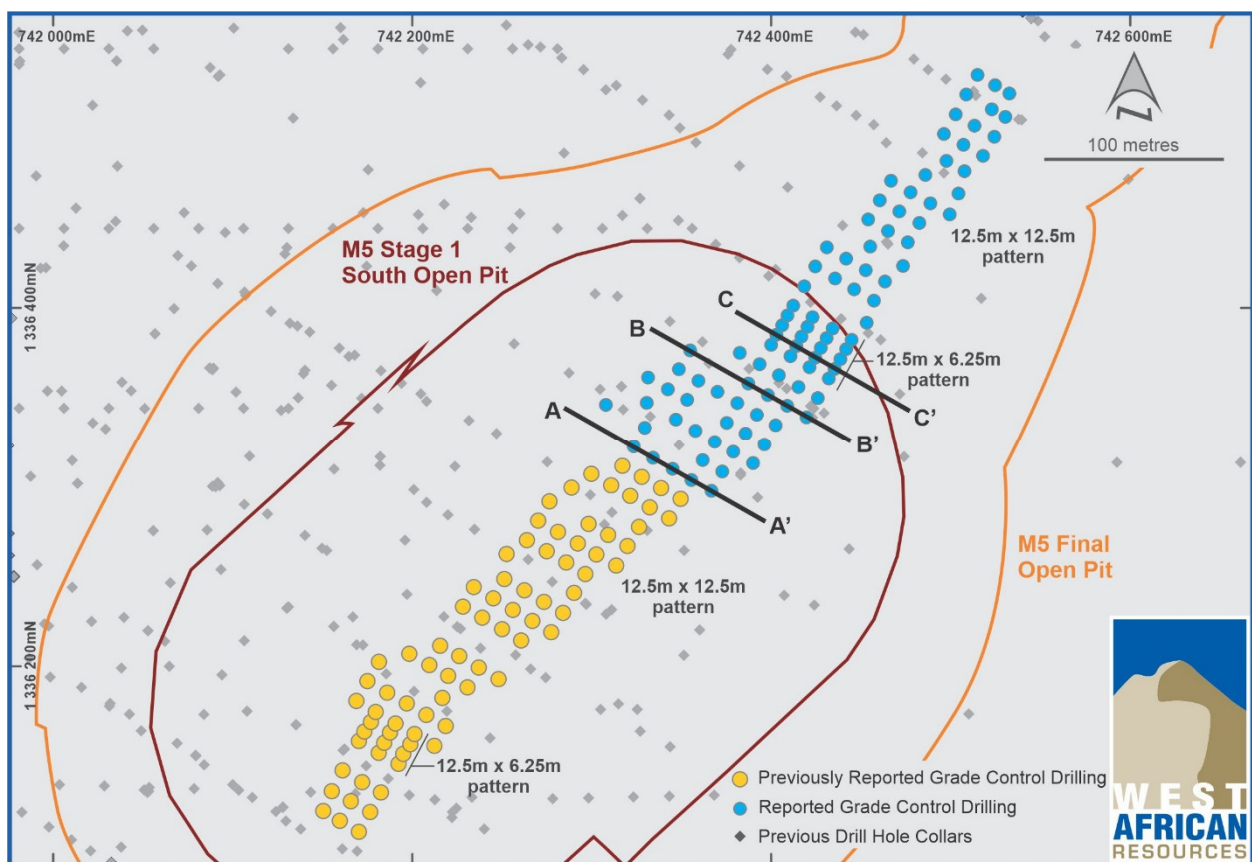 742 000mE
742 200mE
742 400mE
742 600mE
100 metres
M5 Stage 1
South Open Pit
12.5m x 12.5m
pattern
1 336 400mN
C
B
12.5m x 6.25m
pattern
A
C'
B'
A'
M5 Final
Open Pit
12.5m x 12.5m
pattern
1 336 200mN
12.5m x 6.25m
pattern
Previously Reported Grade Control Drilling
Reported Grade Control Drilling
Previous Drill Hole Collars
WEST
AFRICAN
RESOURCES
N